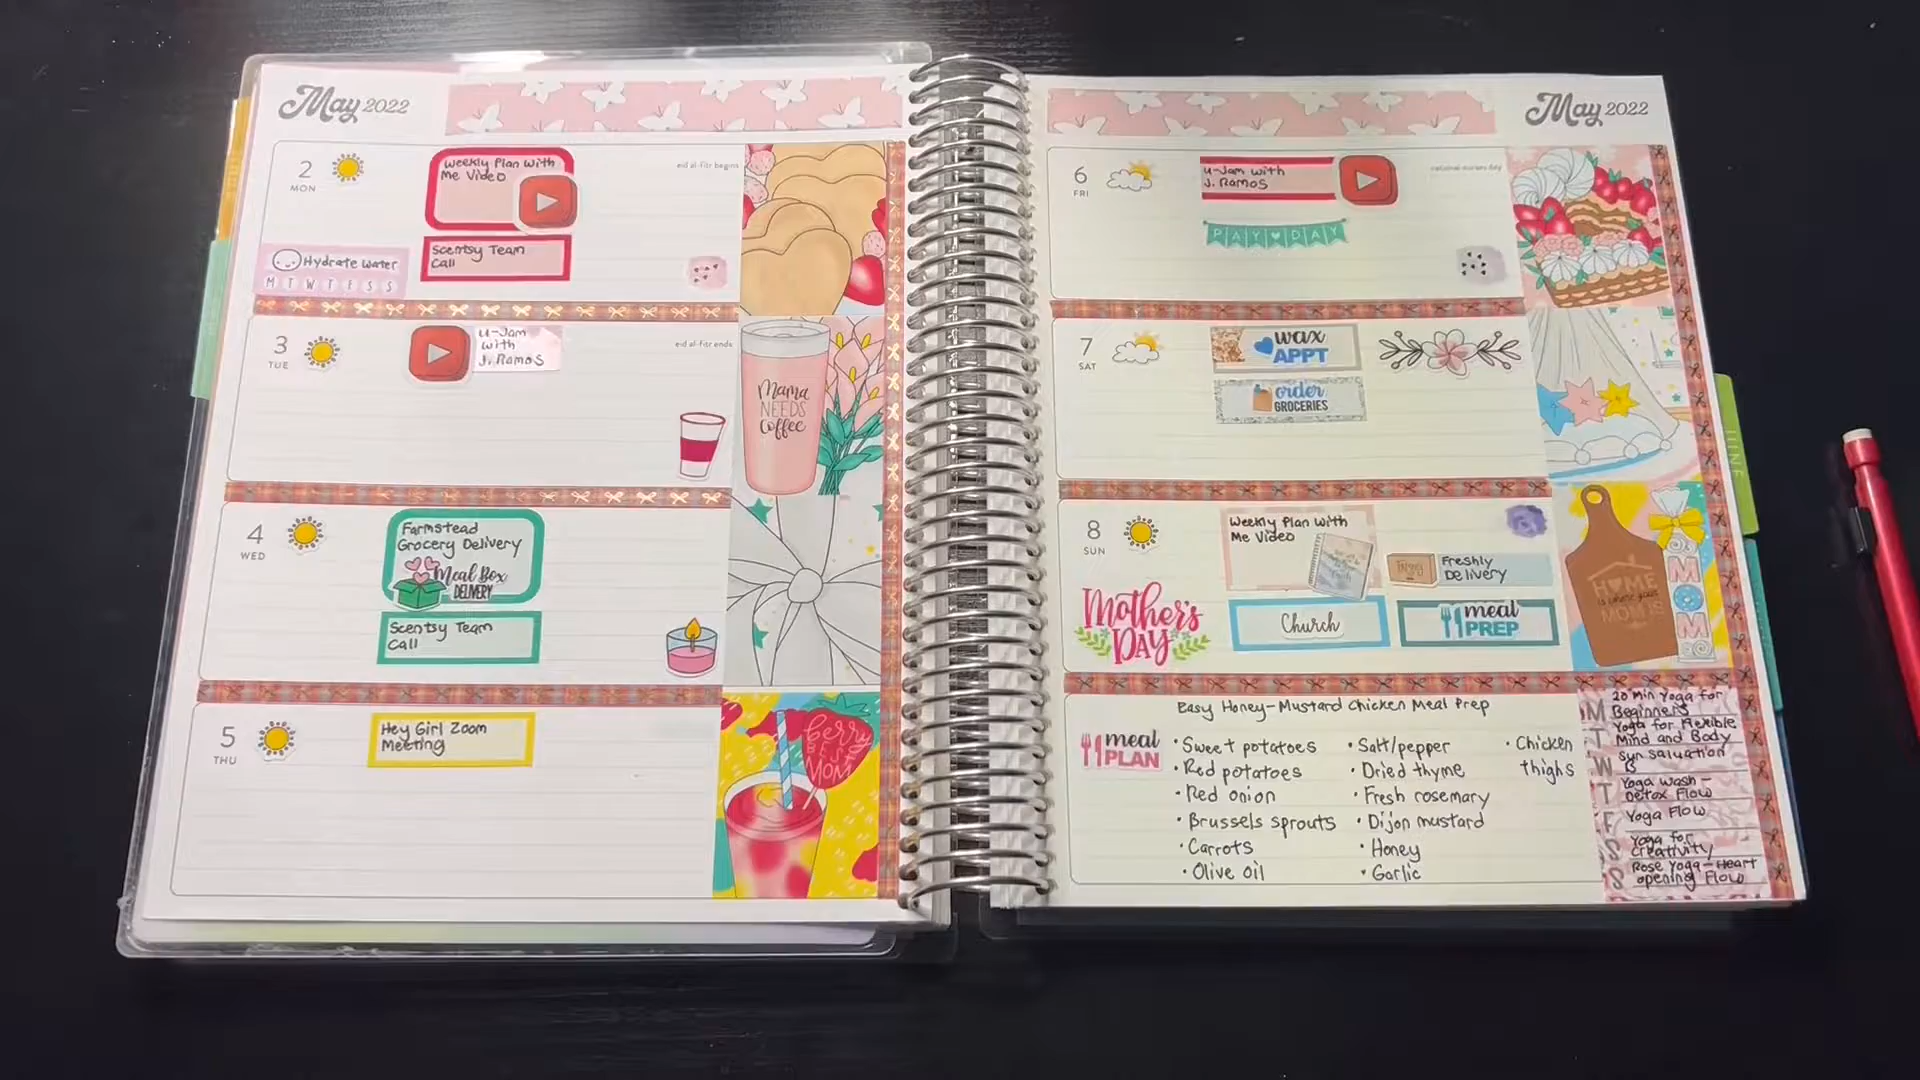 May 2022
2
MON
Weekly Plan With
Me Video
eid al-fitr begins
Scentsy Team
Call
Hydrate Water
M T W T F S S
3
TUE
U-Jam
with
J. Ramos
eid al-fitr ends
Mama
NEEDS
Coffee
4
WED
Farmstead
Grocery Delivery
Meal Box
DELIVERY
Scentsy Team
Call
5
THU
Hey Girl Zoom
Meeting
berry
BEST
MOM
May 2022
6
FRI
U-Jam with
J. Ramos
national nurses day
PAY DAY
7
SAT
wax
APPT
order
GROCERIES
8
SUN
Weekly Plan With
Me Video
Freshly
Delivery
Mother's
DAY
Church
meal
PREP
HOME
MOM
JUNE
Easy Honey-Mustard Chicken Meal Prep
meal
PLAN
• Sweet potatoes
• Red potatoes
• Red onion
• Brussels sprouts
• Carrots
• Olive oil
• Salt/pepper
• Dried thyme
• Fresh rosemary
• Dijon mustard
• Honey
• Garlic
• Chicken
thighs
M 20 Min Yoga for
Beginners
T Yoga for Flexible
Mind and Body
W Sun Saluation
B
T Yoga Wash -
Detox Flow
F Yoga Flow
S Yoga for
Creativity
S Rose Yoga - Heart
opening Flow